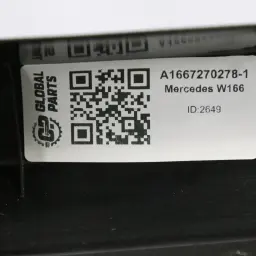 GLOBAL
PARTS
A1667270278-1
Mercedes W166
ID:2649